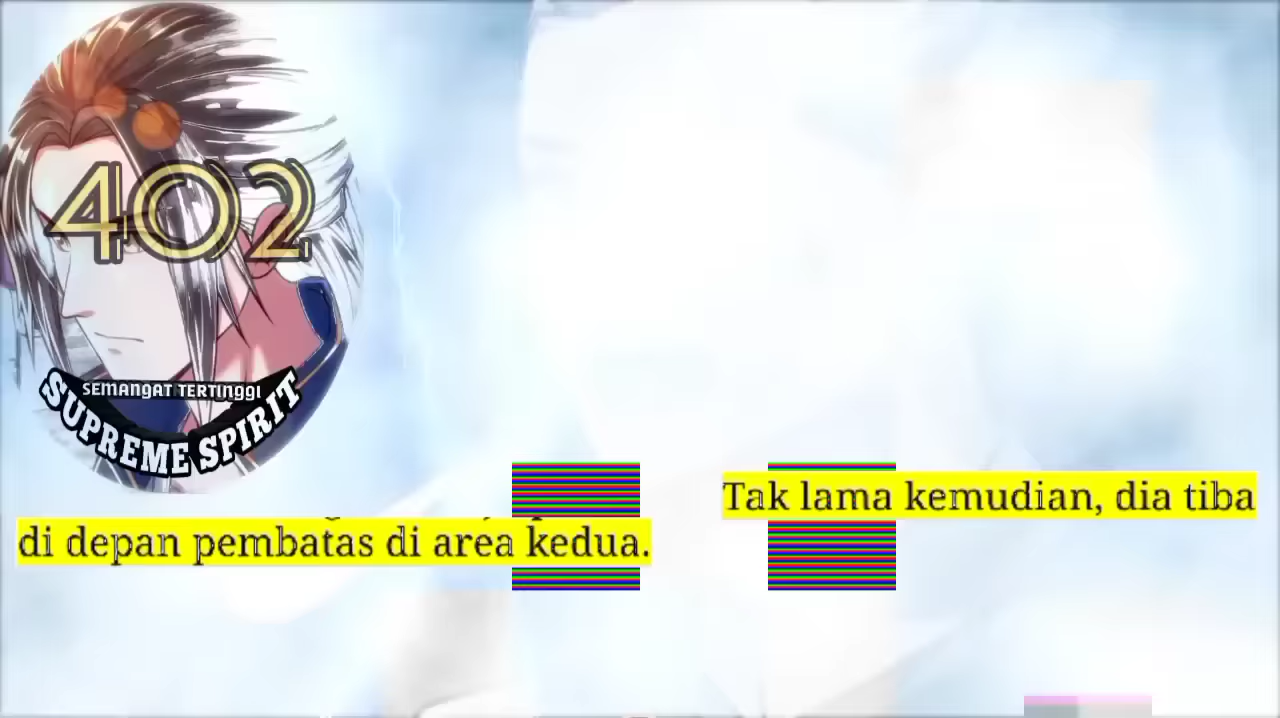 402
SEMANGAT TERTINGGI
SUPREME SPIRIT
Tak lama kemudian, dia tiba
di depan pembatas di area kedua.